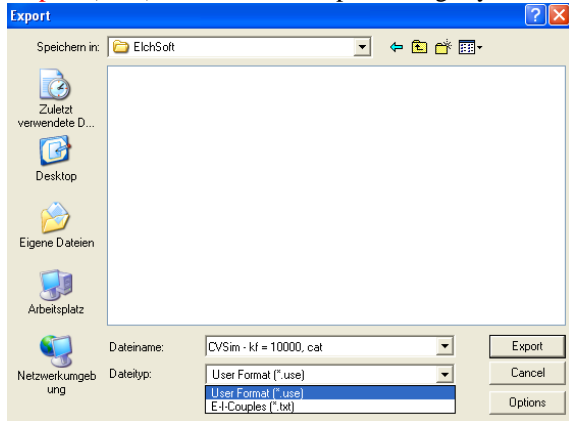 Export
Speichern in:
ElchSoft
Zuletzt
verwendete D...
Desktop
Eigene Dateien
Arbeitsplatz
Netzwerkumgeb
ung
Dateiname:
CVSim - kf = 10000, cat
Export
Dateityp:
User Format (*.use)
Cancel
User Format (*.use)
E-I-Couples (*.txt)
Options